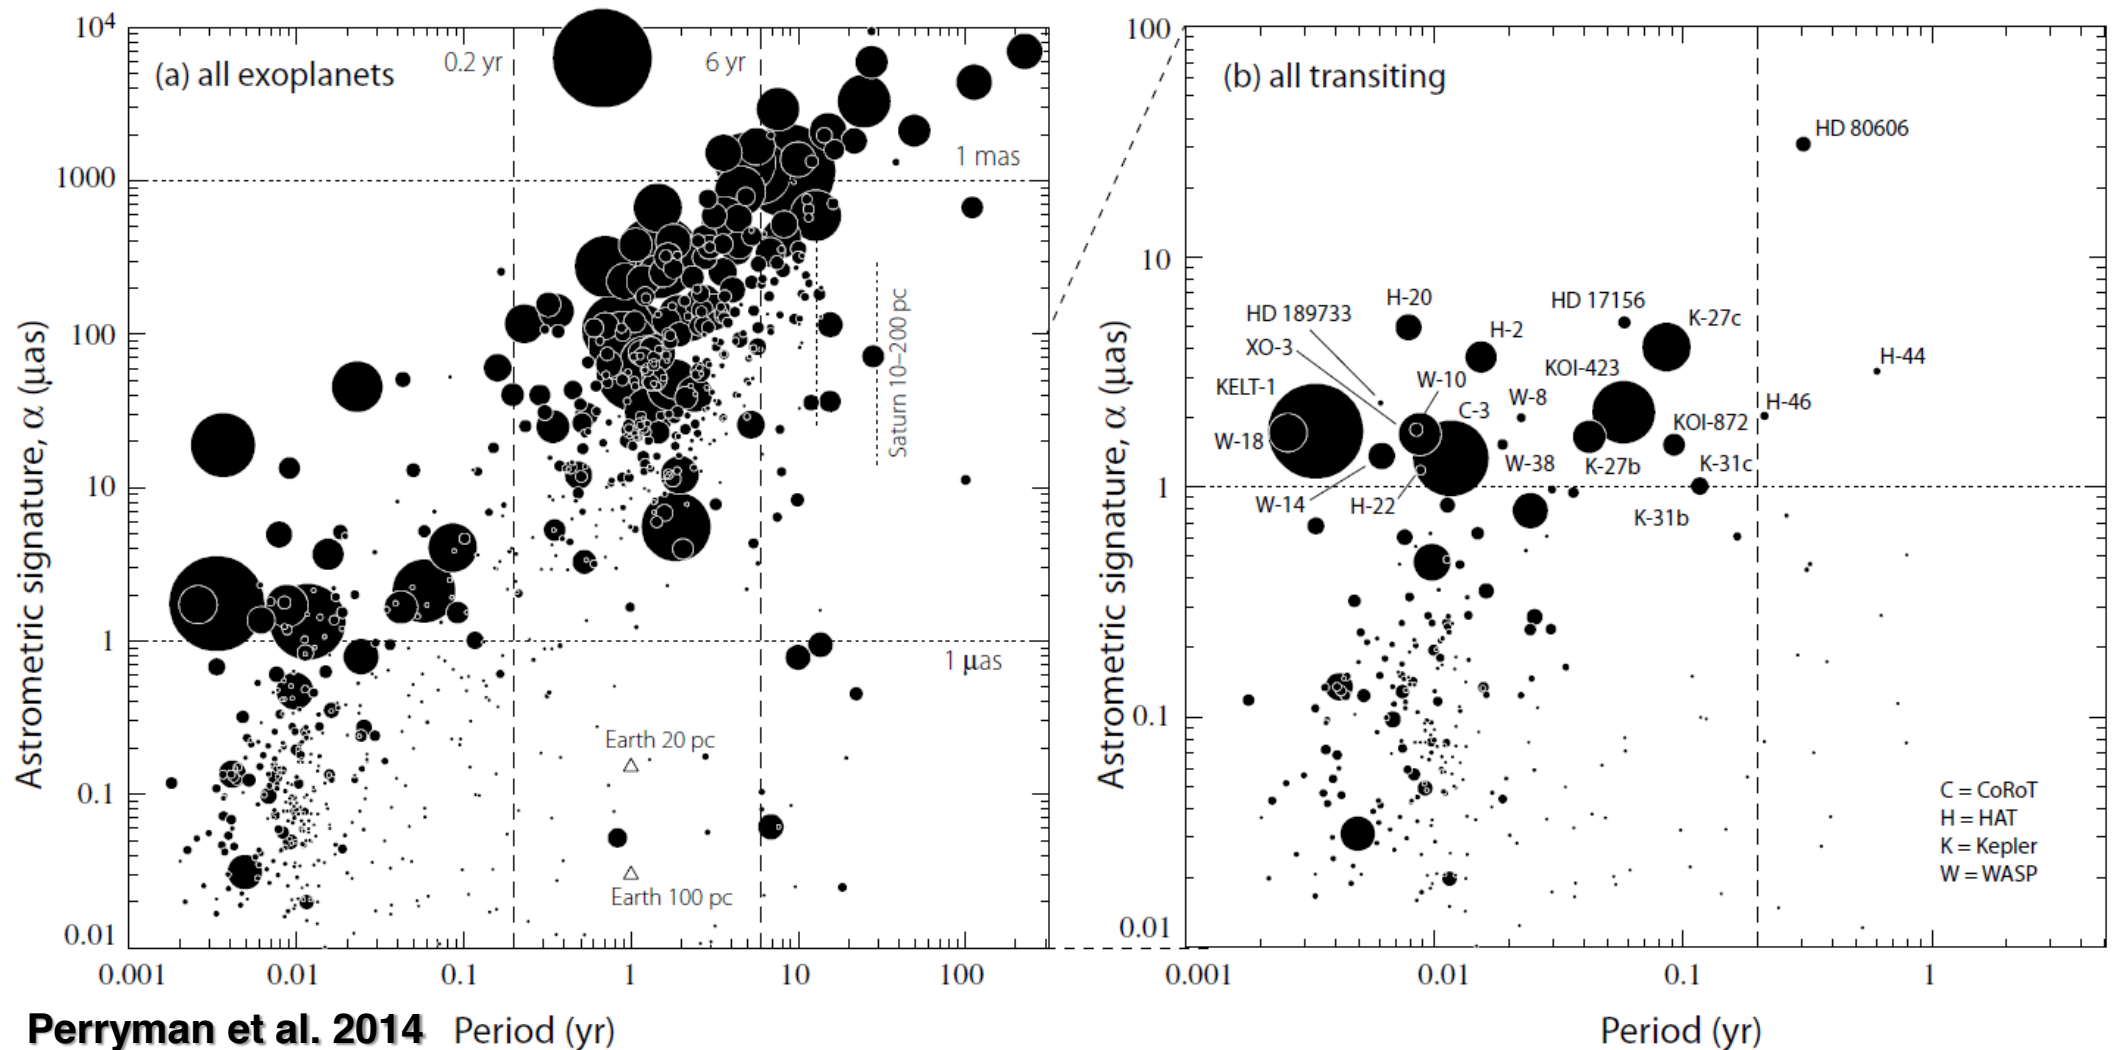 (a) all exoplanets
0.2 yr
6 yr
1 mas
Saturn 10–200 pc
1 μas
Earth 20 pc
Earth 100 pc
10⁴
1000
100
10
1
0.1
0.01
Astrometric signature, α (μas)
0.001 0.01 0.1 1 10 100
Period (yr)
Perryman et al. 2014
(b) all transiting
HD 80606
H-20
HD 17156
HD 189733
K-27c
H-2
XO-3
KOI-423
H-44
W-10
KELT-1
W-8
H-46
C-3
KOI-872
W-18
W-38
K-27b
K-31c
W-14
H-22
K-31b
C = CoRoT
H = HAT
K = Kepler
W = WASP
100
10
1
0.1
0.01
Astrometric signature, α (μas)
0.001 0.01 0.1 1
Period (yr)